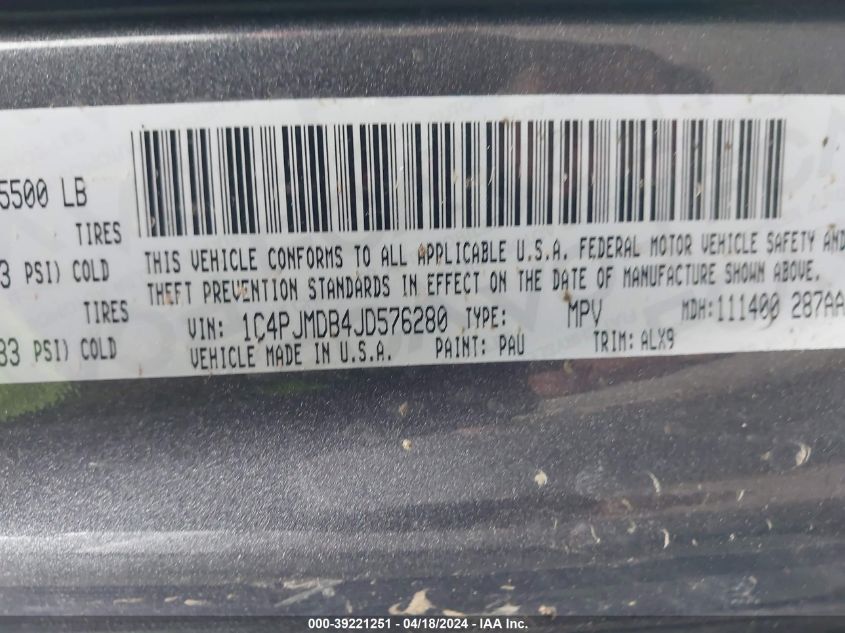 5500 LB
TIRES
3 PSI) COLD
TIRES
33 PSI) COLD
THIS VEHICLE CONFORMS TO ALL APPLICABLE U.S.A. FEDERAL MOTOR VEHICLE SAFETY AND
THEFT PREVENTION STANDARDS IN EFFECT ON THE DATE OF MANUFACTURE SHOWN ABOVE.
VIN: 1C4PJMDB4JD576280 TYPE: MPV MDH:111400 287AA
VEHICLE MADE IN U.S.A. PAINT: PAU TRIM: ALX9
000-39221251 | 04/18/2024 - IAA Inc.